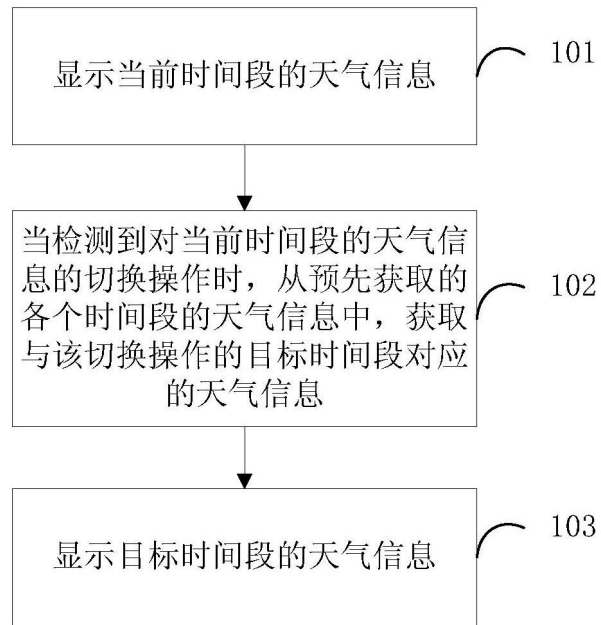 显示当前时间段的天气信息
101
当检测到对当前时间段的天气信
息的切换操作时，从预先获取的
各个时间段的天气信息中，获取
与该切换操作的目标时间段对应
的天气信息
102
显示目标时间段的天气信息
103